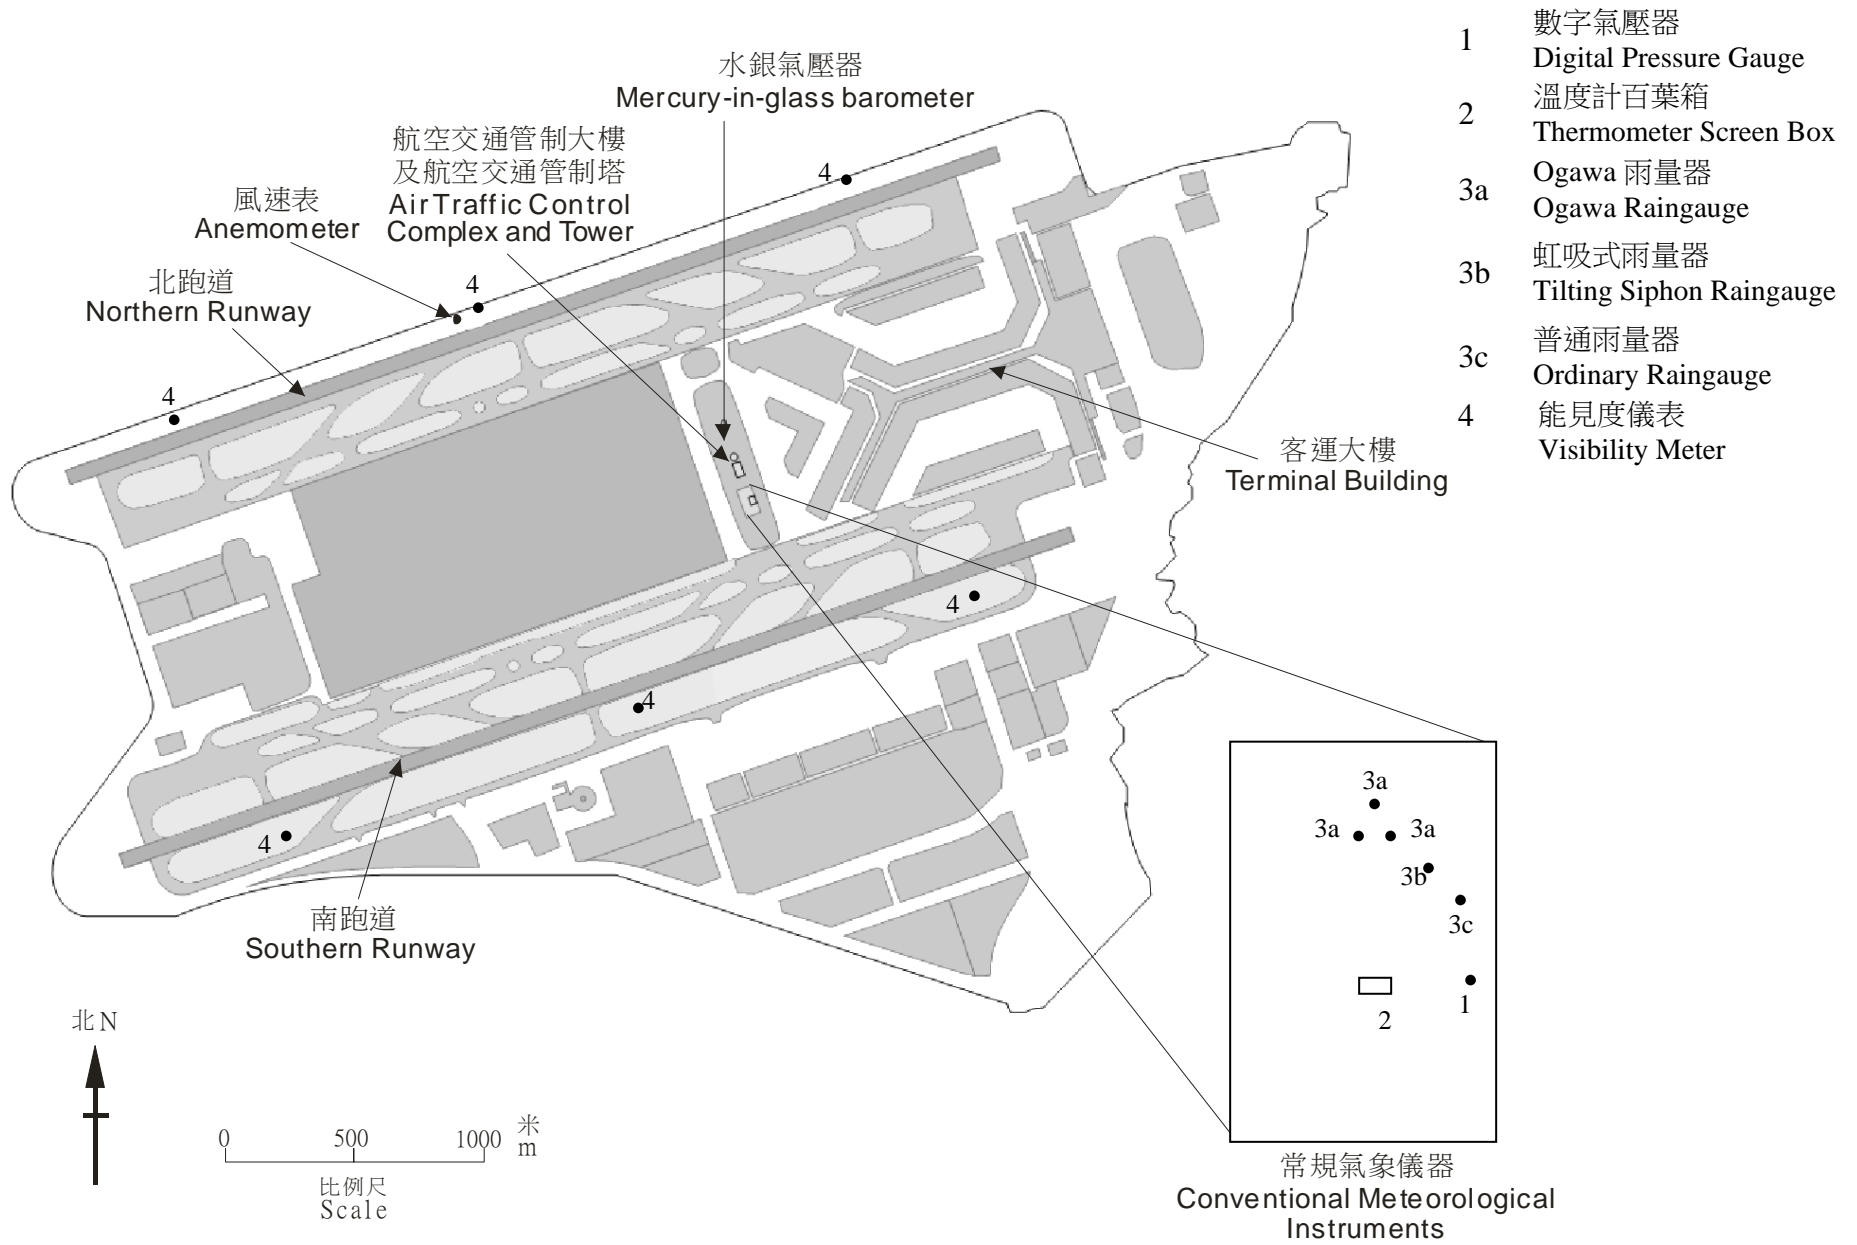 1
數字氣壓器
Digital Pressure Gauge
2
溫度計百葉箱
Thermometer Screen Box
3a
Ogawa 雨量器
Ogawa Raingauge
3b
虹吸式雨量器
Tilting Siphon Raingauge
3c
普通雨量器
Ordinary Raingauge
4
能見度儀表
Visibility Meter
水銀氣壓器
Mercury-in-glass barometer
航空交通管制大樓
及航空交通管制塔
Air Traffic Control
Complex and Tower
風速表
Anemometer
北跑道
Northern Runway
4
4
4
客運大樓
Terminal Building
4
4
4
南跑道
Southern Runway
3a
3a
3a
3b
3c
1
2
常規氣象儀器
Conventional Meteorological
Instruments
北N
0
500
1000
米
m
比例尺
Scale